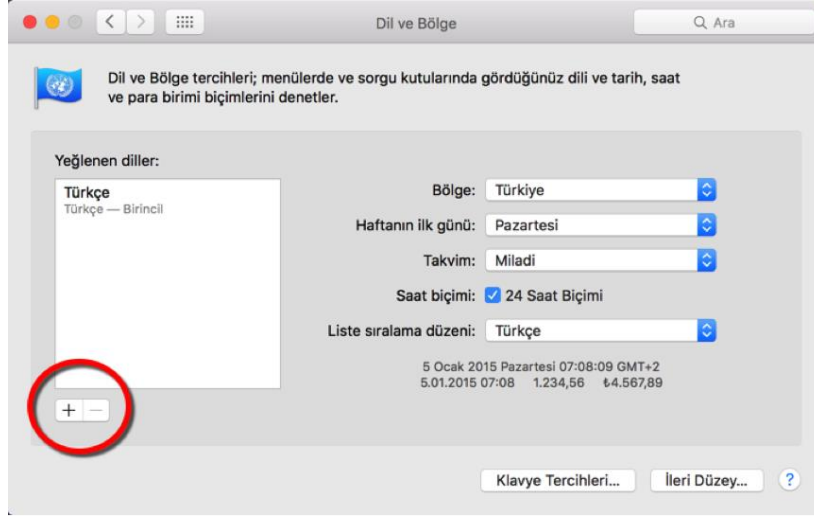 Dil ve Bölge
Ara
Dil ve Bölge tercihleri; menülerde ve sorgu kutularında gördüğünüz dili ve tarih, saat
ve para birimi biçimlerini denetler.
Yeğlenen diller:
Türkçe
Türkçe — Birincil
Bölge: Türkiye
Haftanın ilk günü: Pazartesi
Takvim: Miladi
Saat biçimi: 24 Saat Biçimi
Liste sıralama düzeni: Türkçe
5 Ocak 2015 Pazartesi 07:08:09 GMT+2
5.01.2015 07:08 1.234,56 ₺4.567,89
+ −
Klavye Tercihleri... İleri Düzey... ?